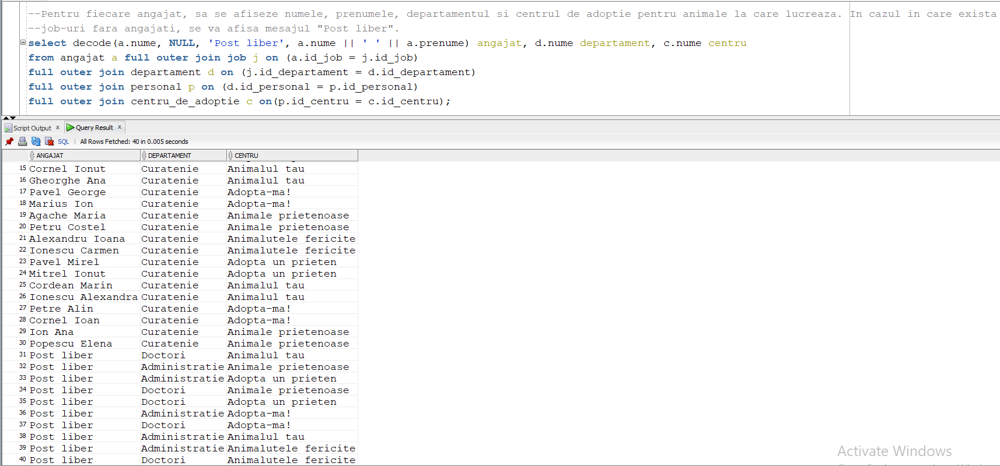 --Pentru fiecare angajat, sa se afiseze numele, prenumele, departamentul si centrul de adoptie pentru animale la care lucreaza. In cazul in care exista
--job-uri fara angajati, se va afisa mesajul "Post liber".
select decode(a.nume, NULL, 'Post liber', a.nume || ' ' || a.prenume) angajat, d.nume departament, c.nume centru
from angajat a full outer join job j on (a.id_job = j.id_job)
full outer join departament d on (j.id_departament = d.id_departament)
full outer join personal p on (d.id_personal = p.id_personal)
full outer join centru_de_adoptie c on(p.id_centru = c.id_centru);
Script Output x Query Result x
SQL | All Rows Fetched: 40 in 0.005 seconds
ANGAJAT DEPARTAMENT CENTRU
15 Cornel Ionut Curatenie Animalul tau
16 Gheorghe Ana Curatenie Animalul tau
17 Pavel George Curatenie Adopta-ma!
18 Marius Ion Curatenie Adopta-ma!
19 Agache Maria Curatenie Animale prietenoase
20 Petru Costel Curatenie Animale prietenoase
21 Alexandru Ioana Curatenie Animalutele fericite
22 Ionescu Carmen Curatenie Animalutele fericite
23 Pavel Mirel Curatenie Adopta un prieten
24 Mitrel Ionut Curatenie Adopta un prieten
25 Cordean Marin Curatenie Animalul tau
26 Ionescu Alexandra Curatenie Animalul tau
27 Petre Alin Curatenie Adopta-ma!
28 Cornel Ioan Curatenie Adopta-ma!
29 Ion Ana Curatenie Animale prietenoase
30 Popescu Elena Curatenie Animale prietenoase
31 Post liber Doctori Animalul tau
32 Post liber Administratie Animale prietenoase
33 Post liber Administratie Adopta un prieten
34 Post liber Doctori Animale prietenoase
35 Post liber Doctori Adopta un prieten
36 Post liber Administratie Adopta-ma!
37 Post liber Doctori Adopta-ma!
38 Post liber Administratie Animalul tau
39 Post liber Administratie Animalutele fericite
40 Post liber Doctori Animalutele fericite
Activate Windows